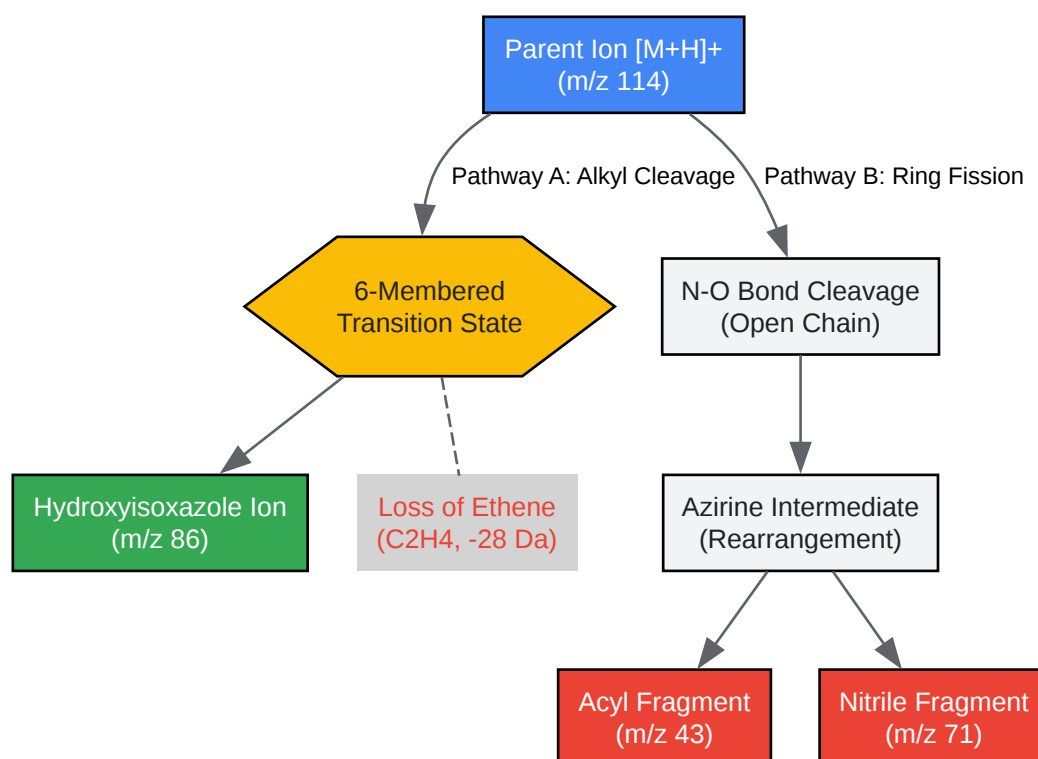 Parent Ion [M+H]+
(m/z 114)
Pathway A: Alkyl Cleavage
Pathway B: Ring Fission
6-Membered
Transition State
N-O Bond Cleavage
(Open Chain)
Hydroxyisoxazole Ion
(m/z 86)
Loss of Ethene
(C2H4, -28 Da)
Azirine Intermediate
(Rearrangement)
Acyl Fragment
(m/z 43)
Nitrile Fragment
(m/z 71)